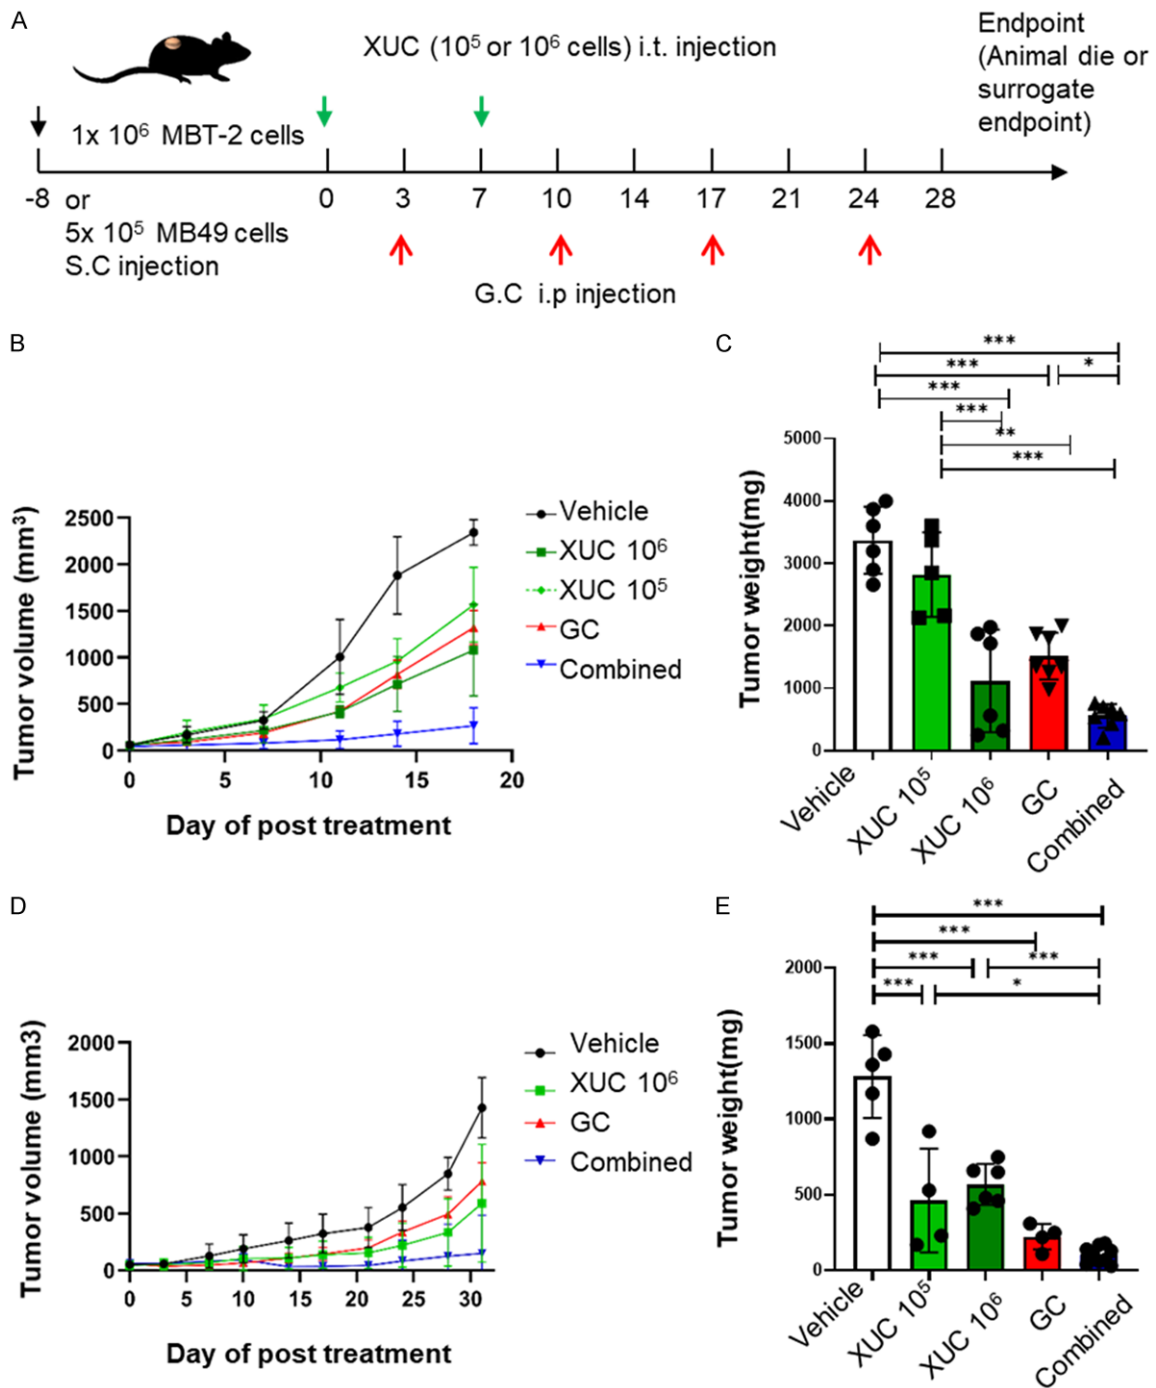 A
XUC (10⁵ or 10⁶ cells) i.t. injection
Endpoint
(Animal die or
surrogate
endpoint)
1x 10⁶ MBT-2 cells
-8 0 3 7 10 14 17 21 24 28
or
5x 10⁵ MB49 cells
S.C injection
G.C i.p injection
B
Tumor volume (mm³)
2500
2000
1500
1000
500
0
0 5 10 15 20
Day of post treatment
Vehicle
XUC 10⁶
XUC 10⁵
GC
Combined
C
***
*** *
***
***
**
***
Tumor weight(mg)
5000
4000
3000
2000
1000
0
Vehicle
XUC 10⁵
XUC 10⁶
GC
Combined
D
Tumor volume (mm3)
2000
1500
1000
500
0
0 5 10 15 20 25 30
Day of post treatment
Vehicle
XUC 10⁶
GC
Combined
E
***
***
*** ***
*** *
Tumor weight(mg)
2000
1500
1000
500
0
Vehicle
XUC 10⁵
XUC 10⁶
GC
Combined